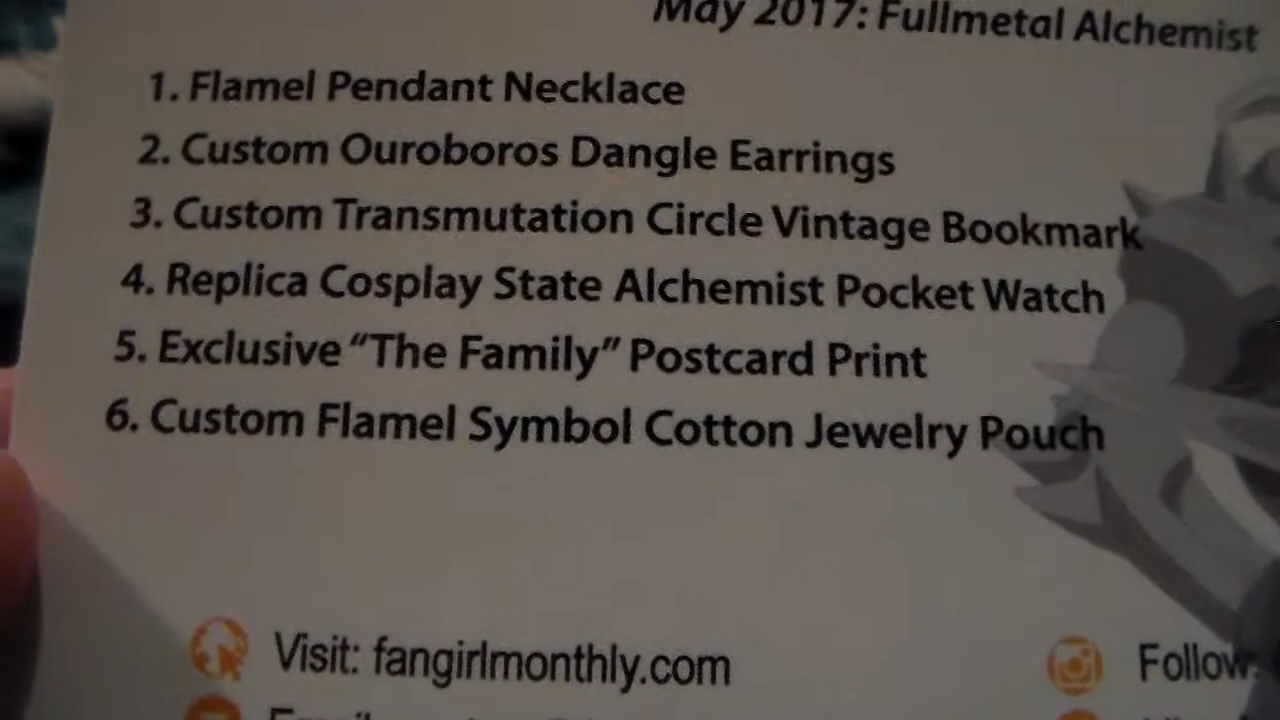 May 2017: Fullmetal Alchemist
1. Flamel Pendant Necklace
2. Custom Ouroboros Dangle Earrings
3. Custom Transmutation Circle Vintage Bookmark
4. Replica Cosplay State Alchemist Pocket Watch
5. Exclusive “The Family” Postcard Print
6. Custom Flamel Symbol Cotton Jewelry Pouch
Visit: fangirlmonthly.com
Follow: